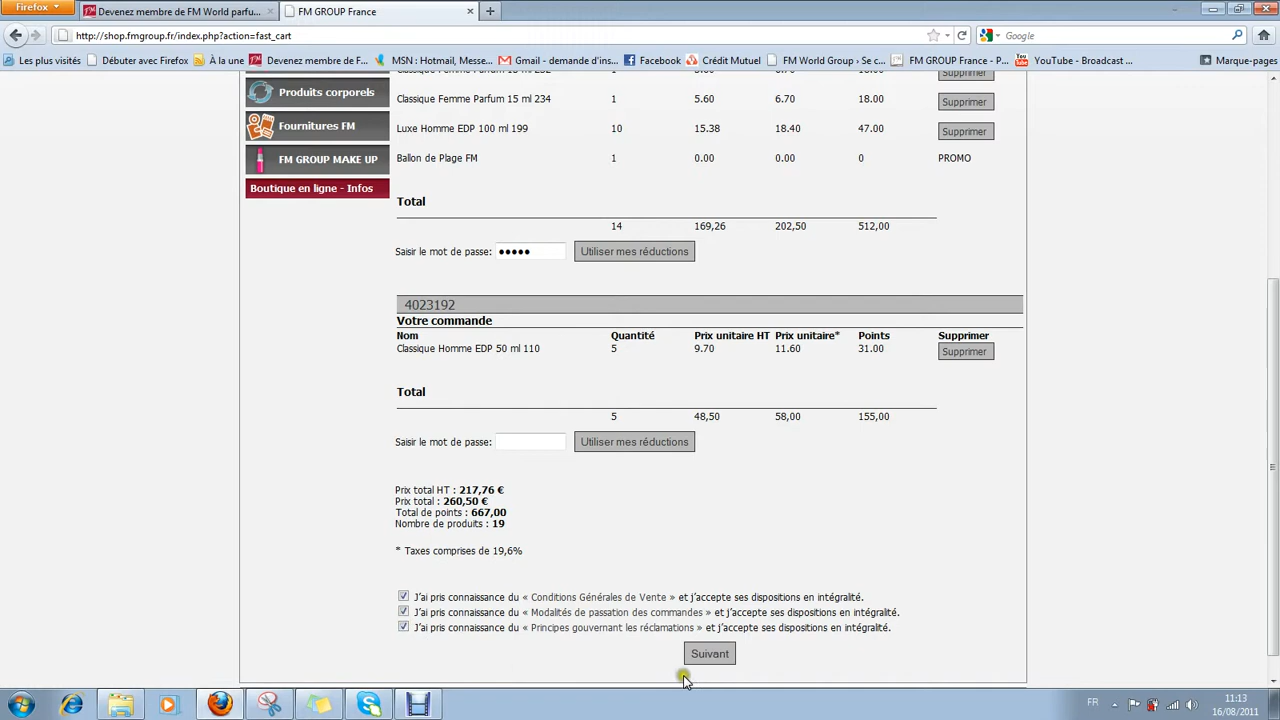 Firefox
Devenez membre de FM World parfu...
FM GROUP France
http://shop.fmgroup.fr/index.php?action=fast_cart
Google
Les plus visités
Débuter avec Firefox
À la une
Devenez membre de F...
MSN : Hotmail, Messe...
Gmail - demande d'ins...
Facebook
Crédit Mutuel
FM World Group › Se c...
FM GROUP France - P...
YouTube - Broadcast ...
Marque-pages
Supprimer
Produits corporels
Classique Femme Parfum 15 ml 234 1 5.60 6.70 18.00 Supprimer
Fournitures FM
Luxe Homme EDP 100 ml 199 10 15.38 18.40 47.00 Supprimer
FM GROUP MAKE UP
Ballon de Plage FM 1 0.00 0.00 0 PROMO
Boutique en ligne - Infos
Total
14 169,26 202,50 512,00
Saisir le mot de passe: ●●●●● Utiliser mes réductions
4023192
Votre commande
Nom Quantité Prix unitaire HT Prix unitaire* Points Supprimer
Classique Homme EDP 50 ml 110 5 9.70 11.60 31.00 Supprimer
Total
5 48,50 58,00 155,00
Saisir le mot de passe: Utiliser mes réductions
Prix total HT : 217,76 €
Prix total : 260,50 €
Total de points : 667,00
Nombre de produits : 19
* Taxes comprises de 19,6%
J'ai pris connaissance du « Conditions Générales de Vente » et j'accepte ses dispositions en intégralité.
J'ai pris connaissance du « Modalités de passation des commandes » et j'accepte ses dispositions en intégralité.
J'ai pris connaissance du « Principes gouvernant les réclamations » et j'accepte ses dispositions en intégralité.
Suivant
FR
11:13
16/08/2011